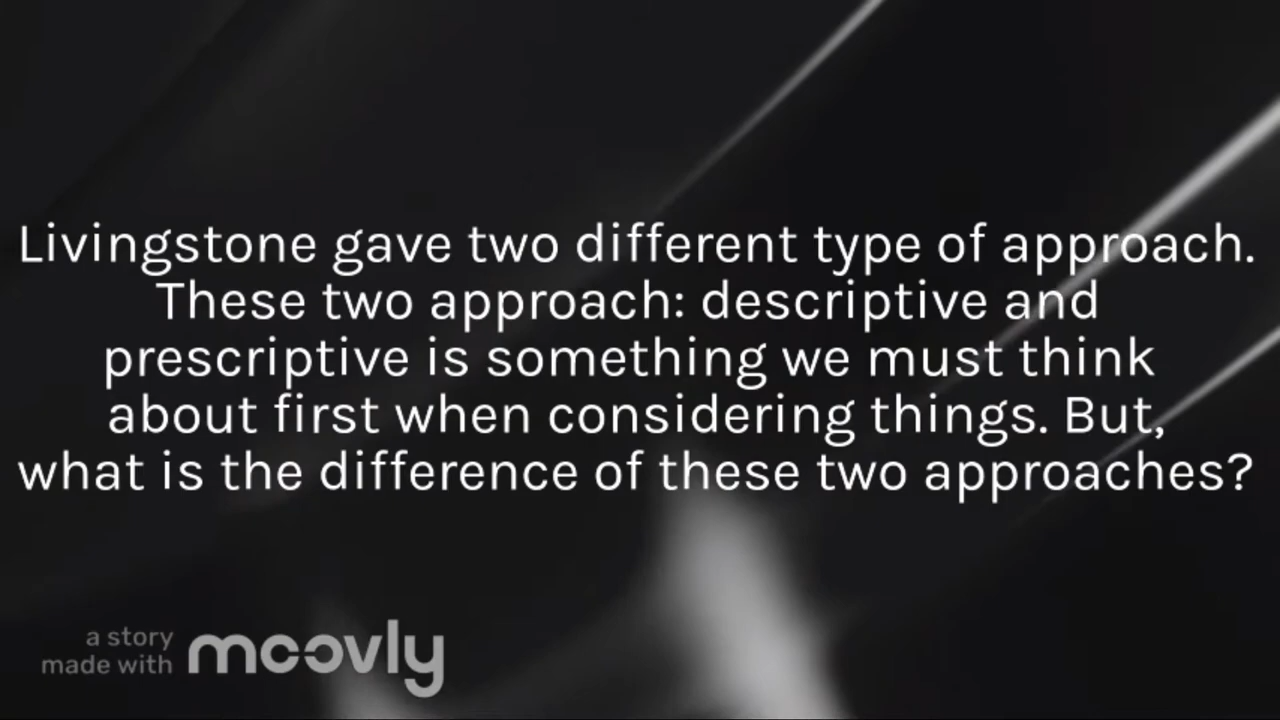 Livingstone gave two different type of approach.
These two approach: descriptive and
prescriptive is something we must think
about first when considering things. But,
what is the difference of these two approaches?
a story
made with
moovly